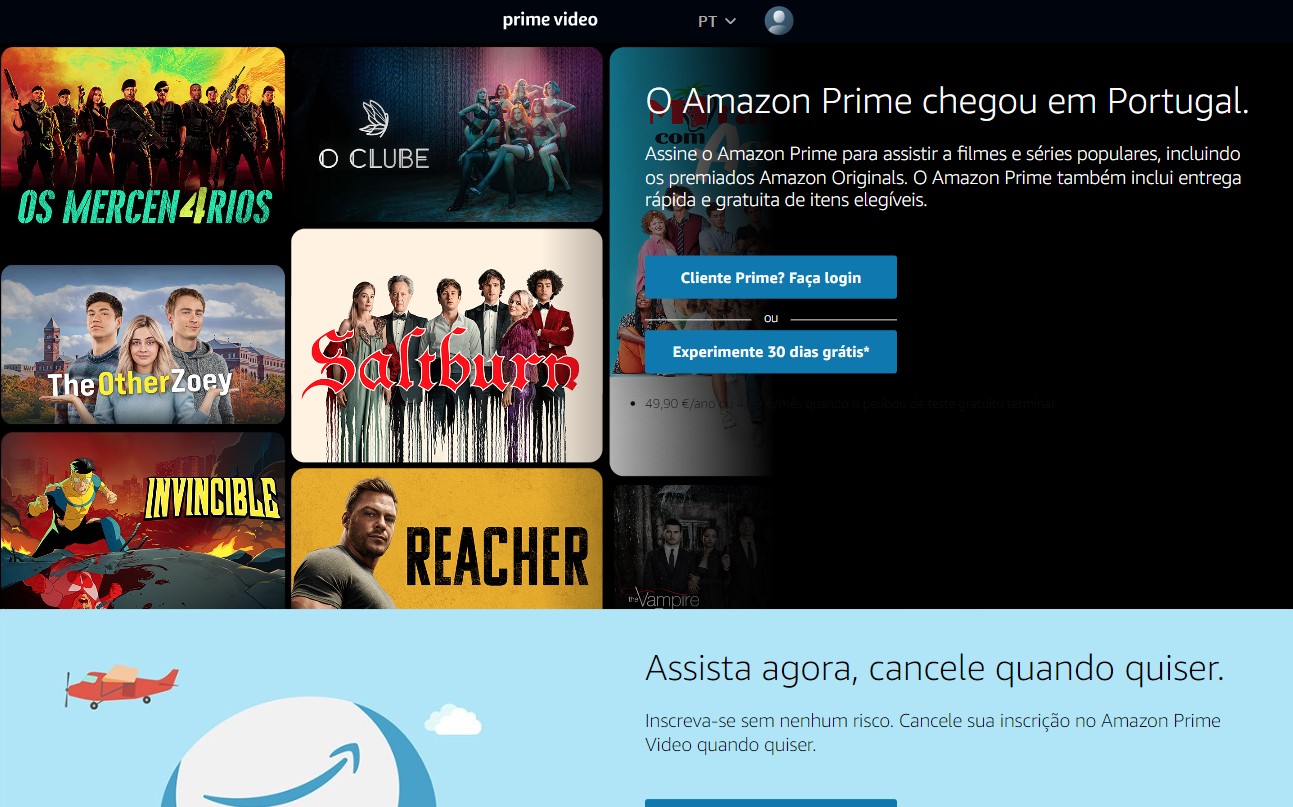 prime video
PT
OS MERCEN4RIOS
O CLUBE
The Other Zoey
Saltburn
INVINCIBLE
REACHER
com
the Vampire
O Amazon Prime chegou em Portugal.
Assine o Amazon Prime para assistir a filmes e séries populares, incluindo
os premiados Amazon Originals. O Amazon Prime também inclui entrega
rápida e gratuita de itens elegíveis.
Cliente Prime? Faça login
ou
Experimente 30 dias grátis*
49,90 €/ano ou quando o período de teste gratuito terminar
Assista agora, cancele quando quiser.
Inscreva-se sem nenhum risco. Cancele sua inscrição no Amazon Prime
Video quando quiser.